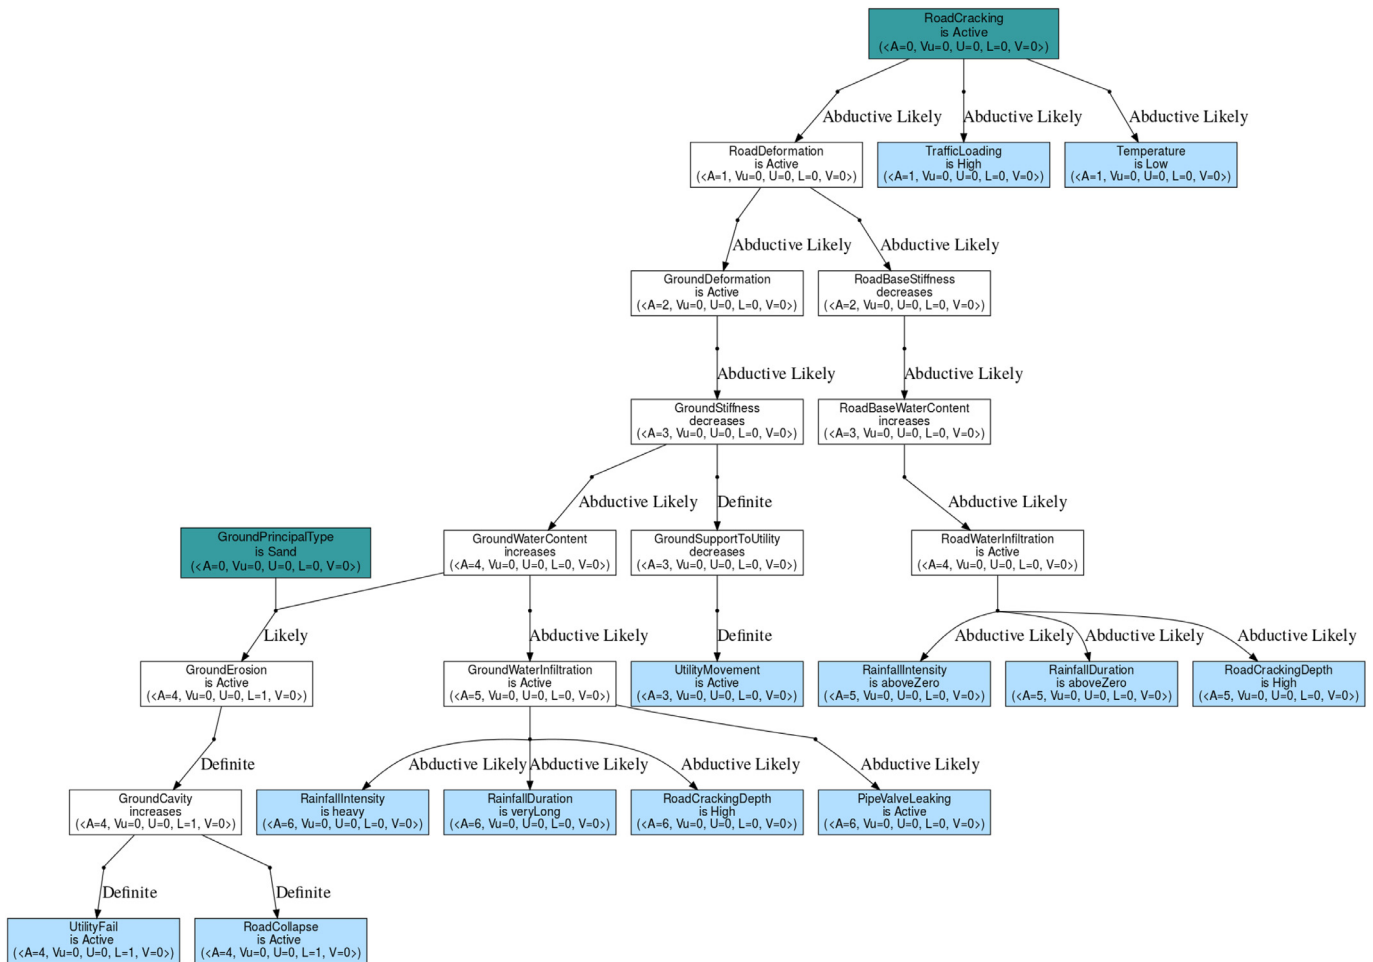 RoadCracking
is Active
(<A=0, Vu=0, U=0, L=0, V=0>)
Abductive Likely
Abductive Likely
Abductive Likely
RoadDeformation
is Active
(<A=1, Vu=0, U=0, L=0, V=0>)
TrafficLoading
is High
(<A=1, Vu=0, U=0, L=0, V=0>)
Temperature
is Low
(<A=1, Vu=0, U=0, L=0, V=0>)
Abductive Likely
Abductive Likely
GroundDeformation
is Active
(<A=2, Vu=0, U=0, L=0, V=0>)
RoadBaseStiffness
decreases
(<A=2, Vu=0, U=0, L=0, V=0>)
Abductive Likely
Abductive Likely
GroundStiffness
decreases
(<A=3, Vu=0, U=0, L=0, V=0>)
RoadBaseWaterContent
increases
(<A=3, Vu=0, U=0, L=0, V=0>)
Abductive Likely
Definite
Abductive Likely
GroundPrincipalType
is Sand
(<A=0, Vu=0, U=0, L=0, V=0>)
GroundWaterContent
increases
(<A=4, Vu=0, U=0, L=0, V=0>)
GroundSupportToUtility
decreases
(<A=3, Vu=0, U=0, L=0, V=0>)
RoadWaterInfiltration
is Active
(<A=4, Vu=0, U=0, L=0, V=0>)
Likely
Abductive Likely
Definite
Abductive Likely
Abductive Likely
Abductive Likely
GroundErosion
is Active
(<A=4, Vu=0, U=0, L=1, V=0>)
GroundWaterInfiltration
is Active
(<A=5, Vu=0, U=0, L=0, V=0>)
UtilityMovement
is Active
(<A=3, Vu=0, U=0, L=0, V=0>)
RainfallIntensity
is aboveZero
(<A=5, Vu=0, U=0, L=0, V=0>)
RainfallDuration
is aboveZero
(<A=5, Vu=0, U=0, L=0, V=0>)
RoadCrackingDepth
is High
(<A=5, Vu=0, U=0, L=0, V=0>)
Definite
Abductive Likely
Abductive Likely
Abductive Likely
Abductive Likely
GroundCavity
increases
(<A=4, Vu=0, U=0, L=1, V=0>)
RainfallIntensity
is heavy
(<A=6, Vu=0, U=0, L=0, V=0>)
RainfallDuration
is veryLong
(<A=6, Vu=0, U=0, L=0, V=0>)
RoadCrackingDepth
is High
(<A=6, Vu=0, U=0, L=0, V=0>)
PipeValveLeaking
is Active
(<A=6, Vu=0, U=0, L=0, V=0>)
Definite
Definite
UtilityFail
is Active
(<A=4, Vu=0, U=0, L=1, V=0>)
RoadCollapse
is Active
(<A=4, Vu=0, U=0, L=1, V=0>)